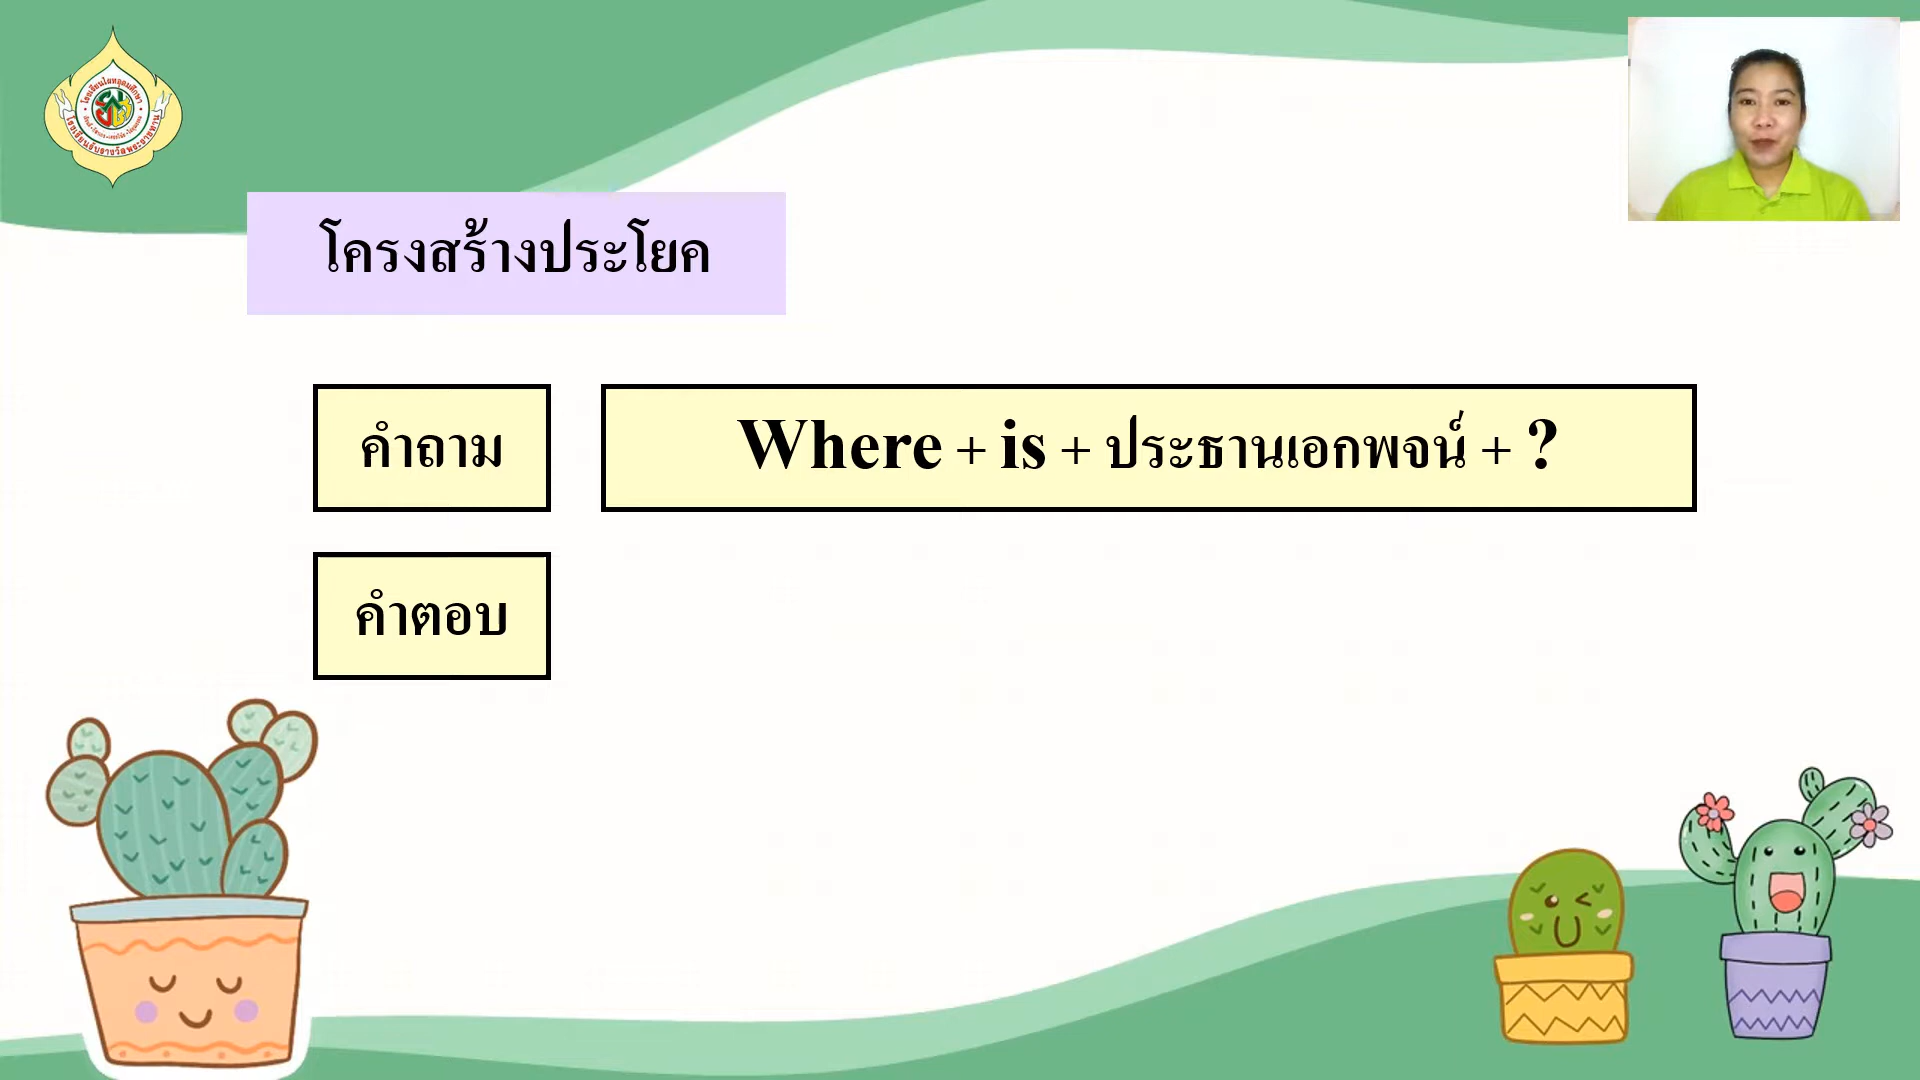 โครงสร้างประโยค
คำถาม
Where + is + ประธานเอกพจน์ + ?
คำตอบ